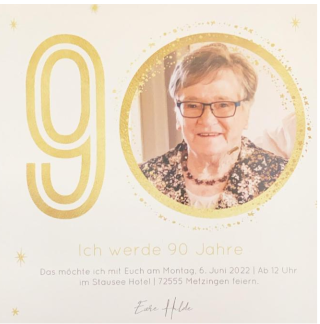 90
Ich werde 90 Jahre
Das möchte ich mit Euch am Montag, 6. Juni 2022 | Ab 12 Uhr
im Stausee Hotel | 72555 Metzingen feiern.
Eure Hilde